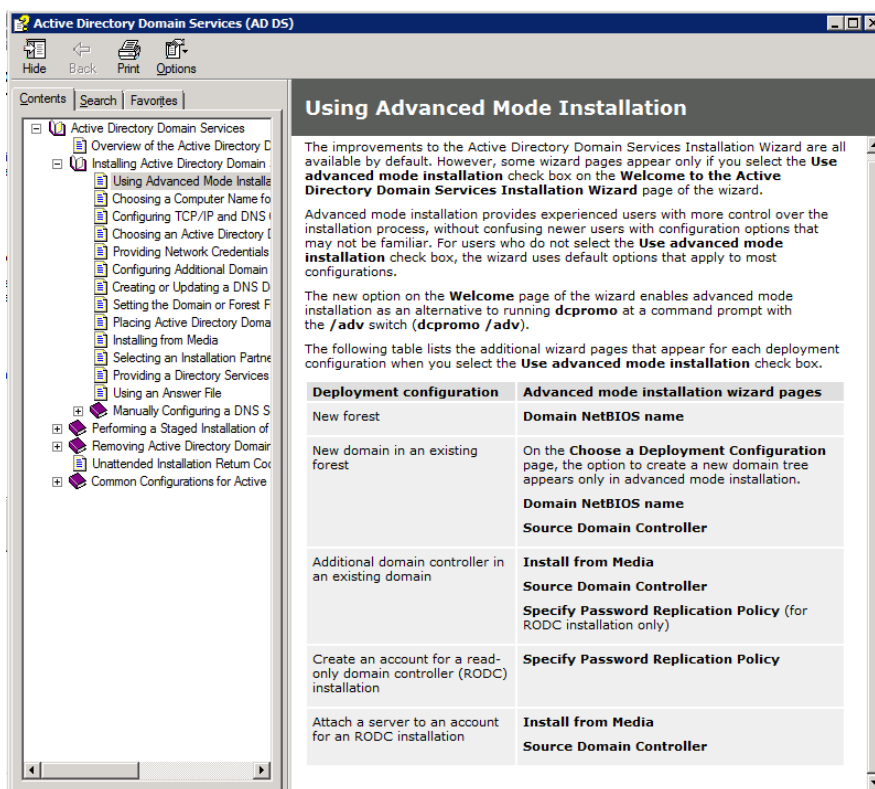 Active Directory Domain Services (AD DS)
Hide Back Print Options
Contents Search Favorites
Active Directory Domain Services
Overview of the Active Directory D
Installing Active Directory Domain
Using Advanced Mode Installa
Choosing a Computer Name fo
Configuring TCP/IP and DNS
Choosing an Active Directory
Providing Network Credentials
Configuring Additional Domain
Creating or Updating a DNS D
Setting the Domain or Forest F
Placing Active Directory Doma
Installing from Media
Selecting an Installation Partne
Providing a Directory Services
Using an Answer File
Manually Configuring a DNS S
Performing a Staged Installation of
Removing Active Directory Domain
Unattended Installation Return Co
Common Configurations for Active
Using Advanced Mode Installation
The improvements to the Active Directory Domain Services Installation Wizard are all
available by default. However, some wizard pages appear only if you select the Use
advanced mode installation check box on the Welcome to the Active
Directory Domain Services Installation Wizard page of the wizard.
Advanced mode installation provides experienced users with more control over the
installation process, without confusing newer users with configuration options that
may not be familiar. For users who do not select the Use advanced mode
installation check box, the wizard uses default options that apply to most
configurations.
The new option on the Welcome page of the wizard enables advanced mode
installation as an alternative to running dcpromo at a command prompt with
the /adv switch (dcpromo /adv).
The following table lists the additional wizard pages that appear for each deployment
configuration when you select the Use advanced mode installation check box.
Deployment configuration Advanced mode installation wizard pages
New forest Domain NetBIOS name
New domain in an existing
forest
On the Choose a Deployment Configuration
page, the option to create a new domain tree
appears only in advanced mode installation.
Domain NetBIOS name
Source Domain Controller
Additional domain controller in
an existing domain
Install from Media
Source Domain Controller
Specify Password Replication Policy (for
RODC installation only)
Create an account for a read-
only domain controller (RODC)
installation
Specify Password Replication Policy
Attach a server to an account
for an RODC installation
Install from Media
Source Domain Controller